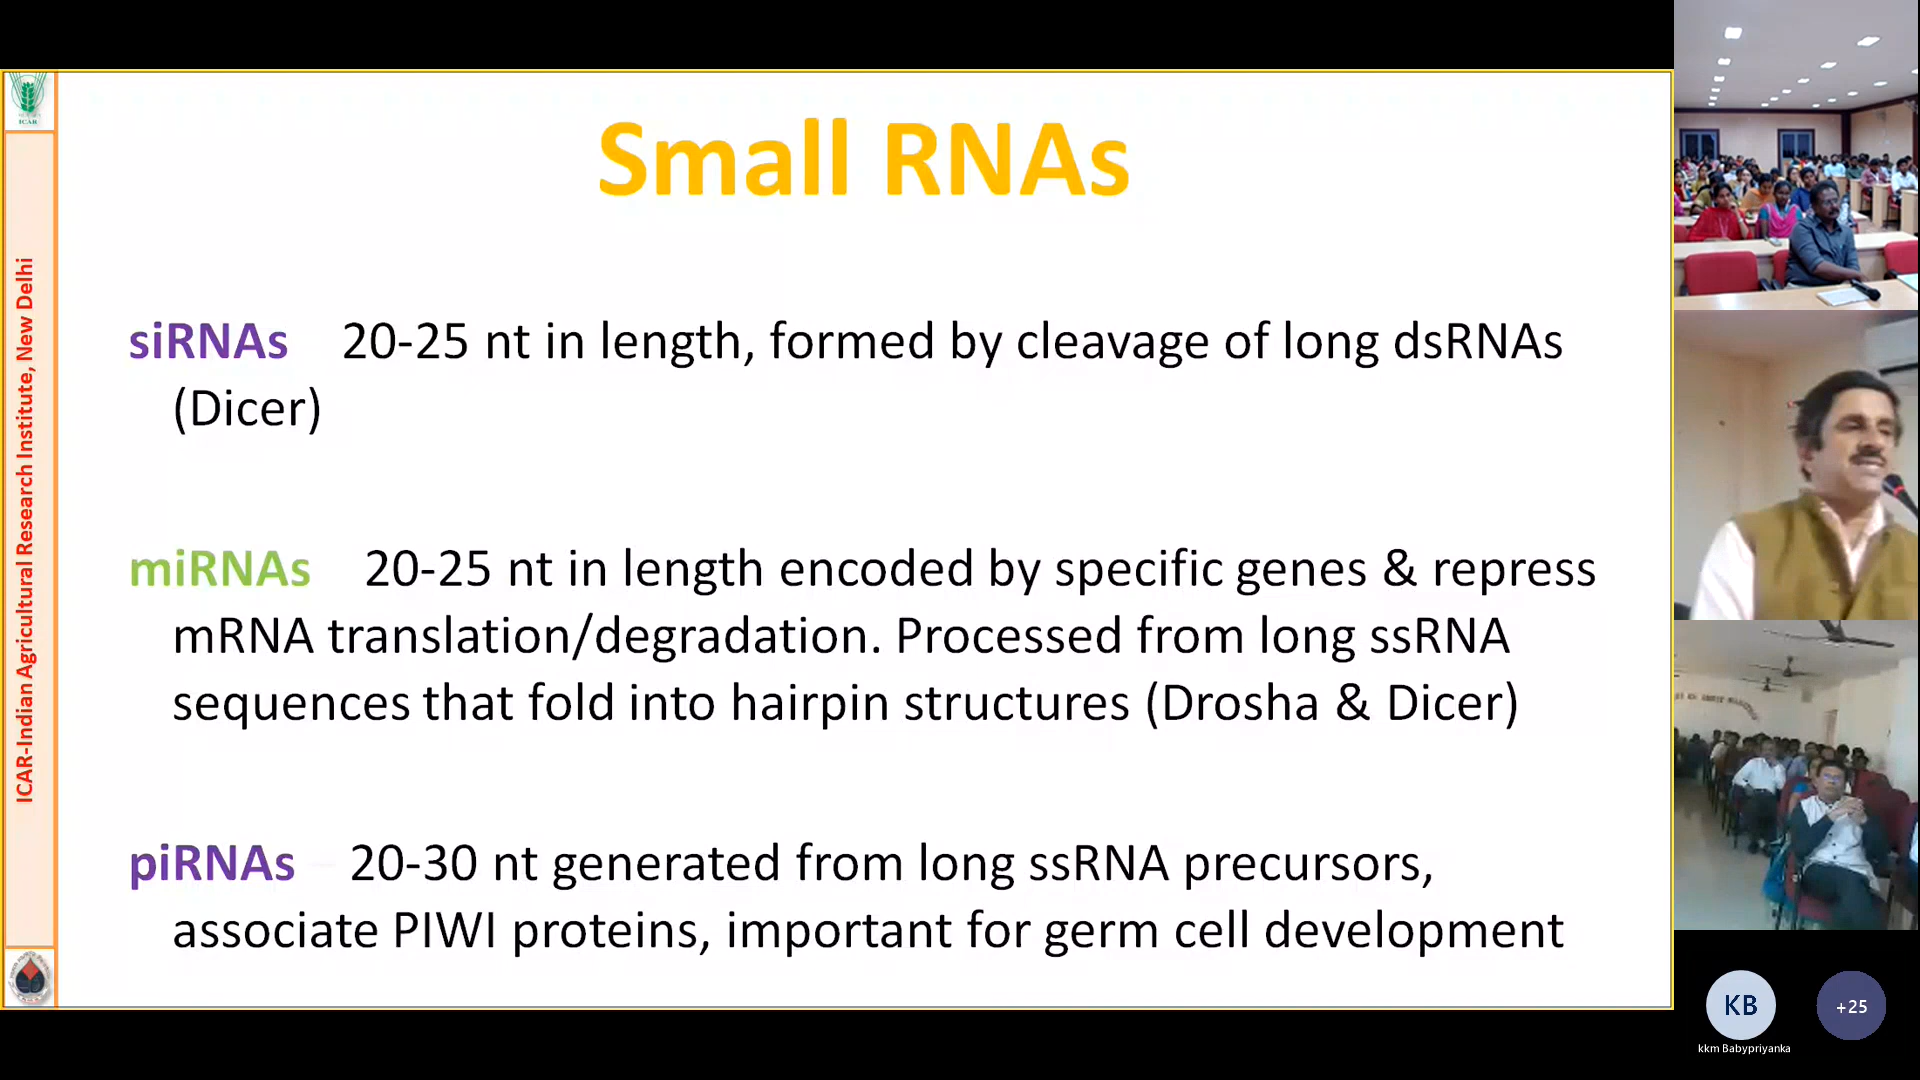 ICAR
ICAR-Indian Agricultural Research Institute, New Delhi
Small RNAs
siRNAs 20-25 nt in length, formed by cleavage of long dsRNAs
(Dicer)
miRNAs 20-25 nt in length encoded by specific genes & repress
mRNA translation/degradation. Processed from long ssRNA
sequences that fold into hairpin structures (Drosha & Dicer)
piRNAs 20-30 nt generated from long ssRNA precursors,
associate PIWI proteins, important for germ cell development
KB
+25
kkm Babypriyanka